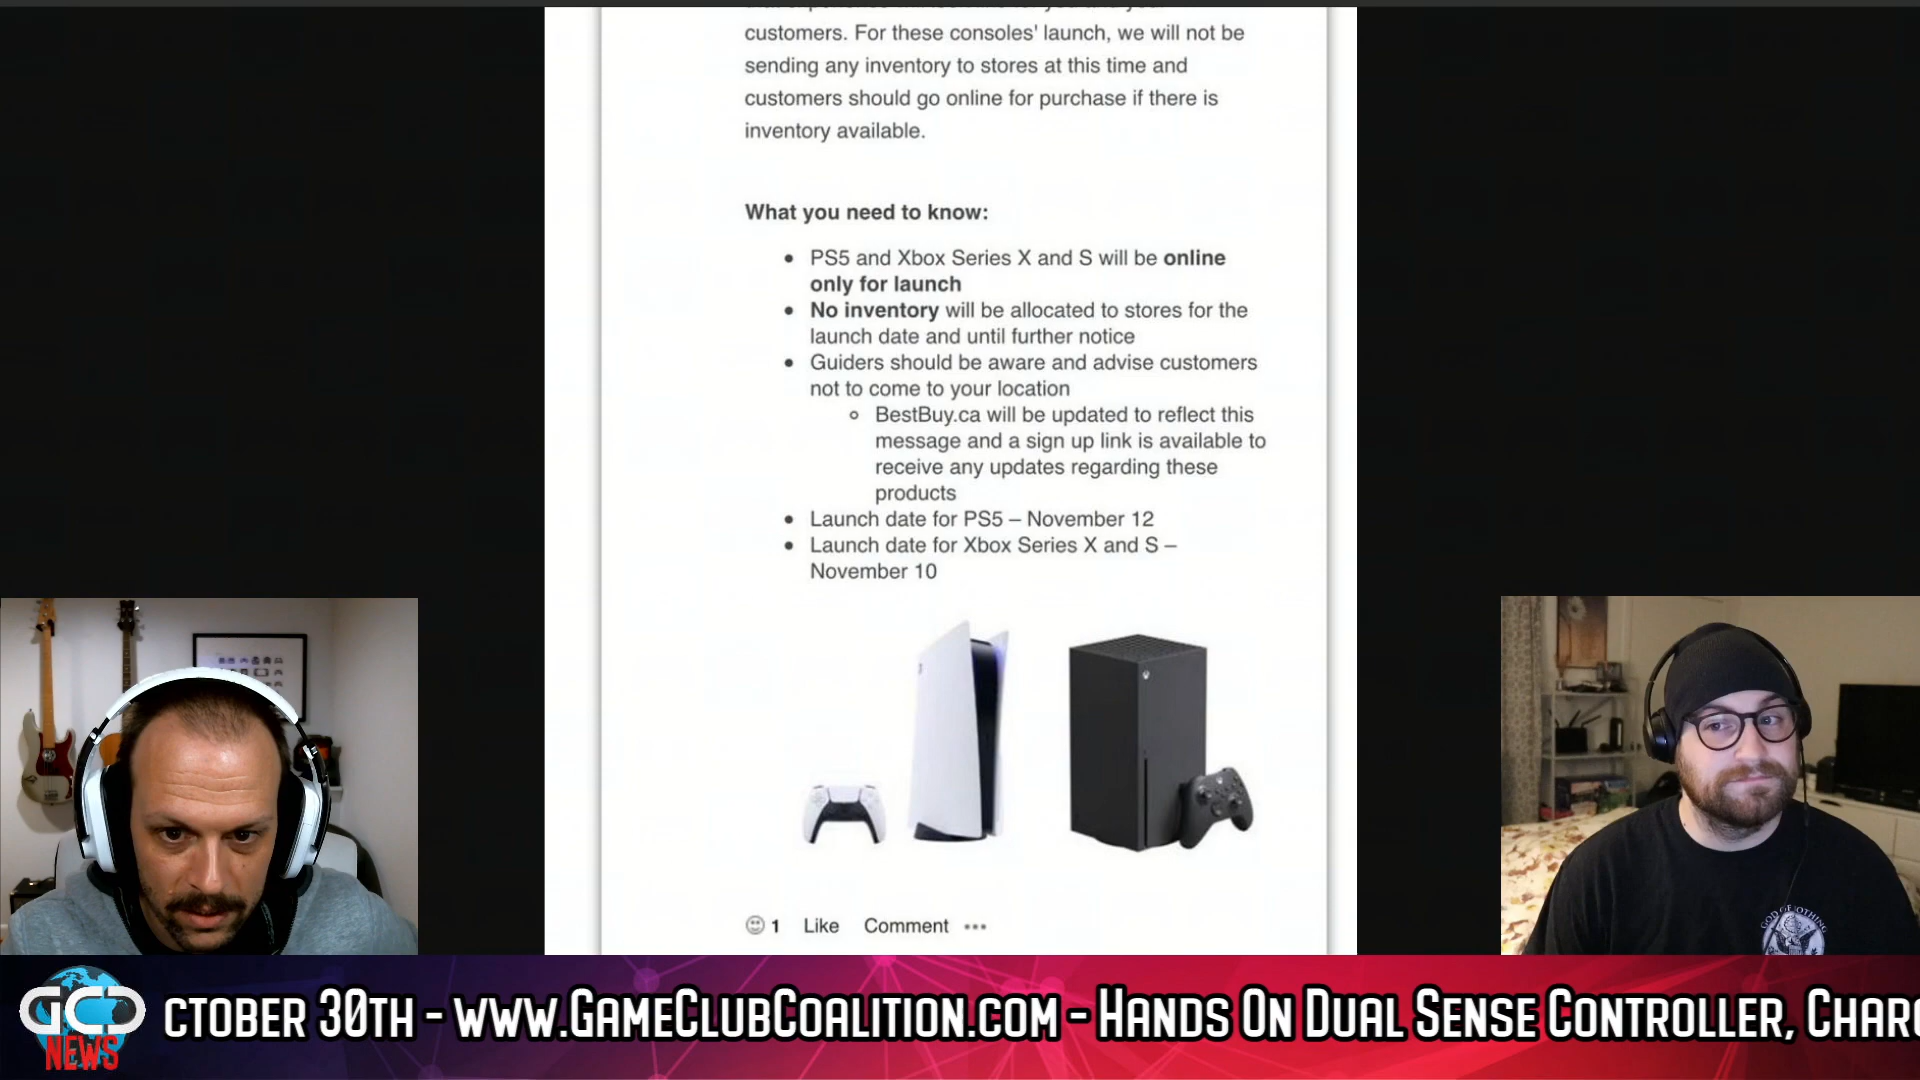 customers. For these consoles' launch, we will not be
sending any inventory to stores at this time and
customers should go online for purchase if there is
inventory available.
What you need to know:
• PS5 and Xbox Series X and S will be online
only for launch
• No inventory will be allocated to stores for the
launch date and until further notice
• Guiders should be aware and advise customers
not to come to your location
○ BestBuy.ca will be updated to reflect this
message and a sign up link is available to
receive any updates regarding these
products
• Launch date for PS5 – November 12
• Launch date for Xbox Series X and S –
November 10
1 Like Comment •••
GOD OF NOTHING
GCD
NEWS
CTOBER 30TH - WWW.GAMECLUBCOALITION.COM - HANDS ON DUAL SENSE CONTROLLER, CHARG